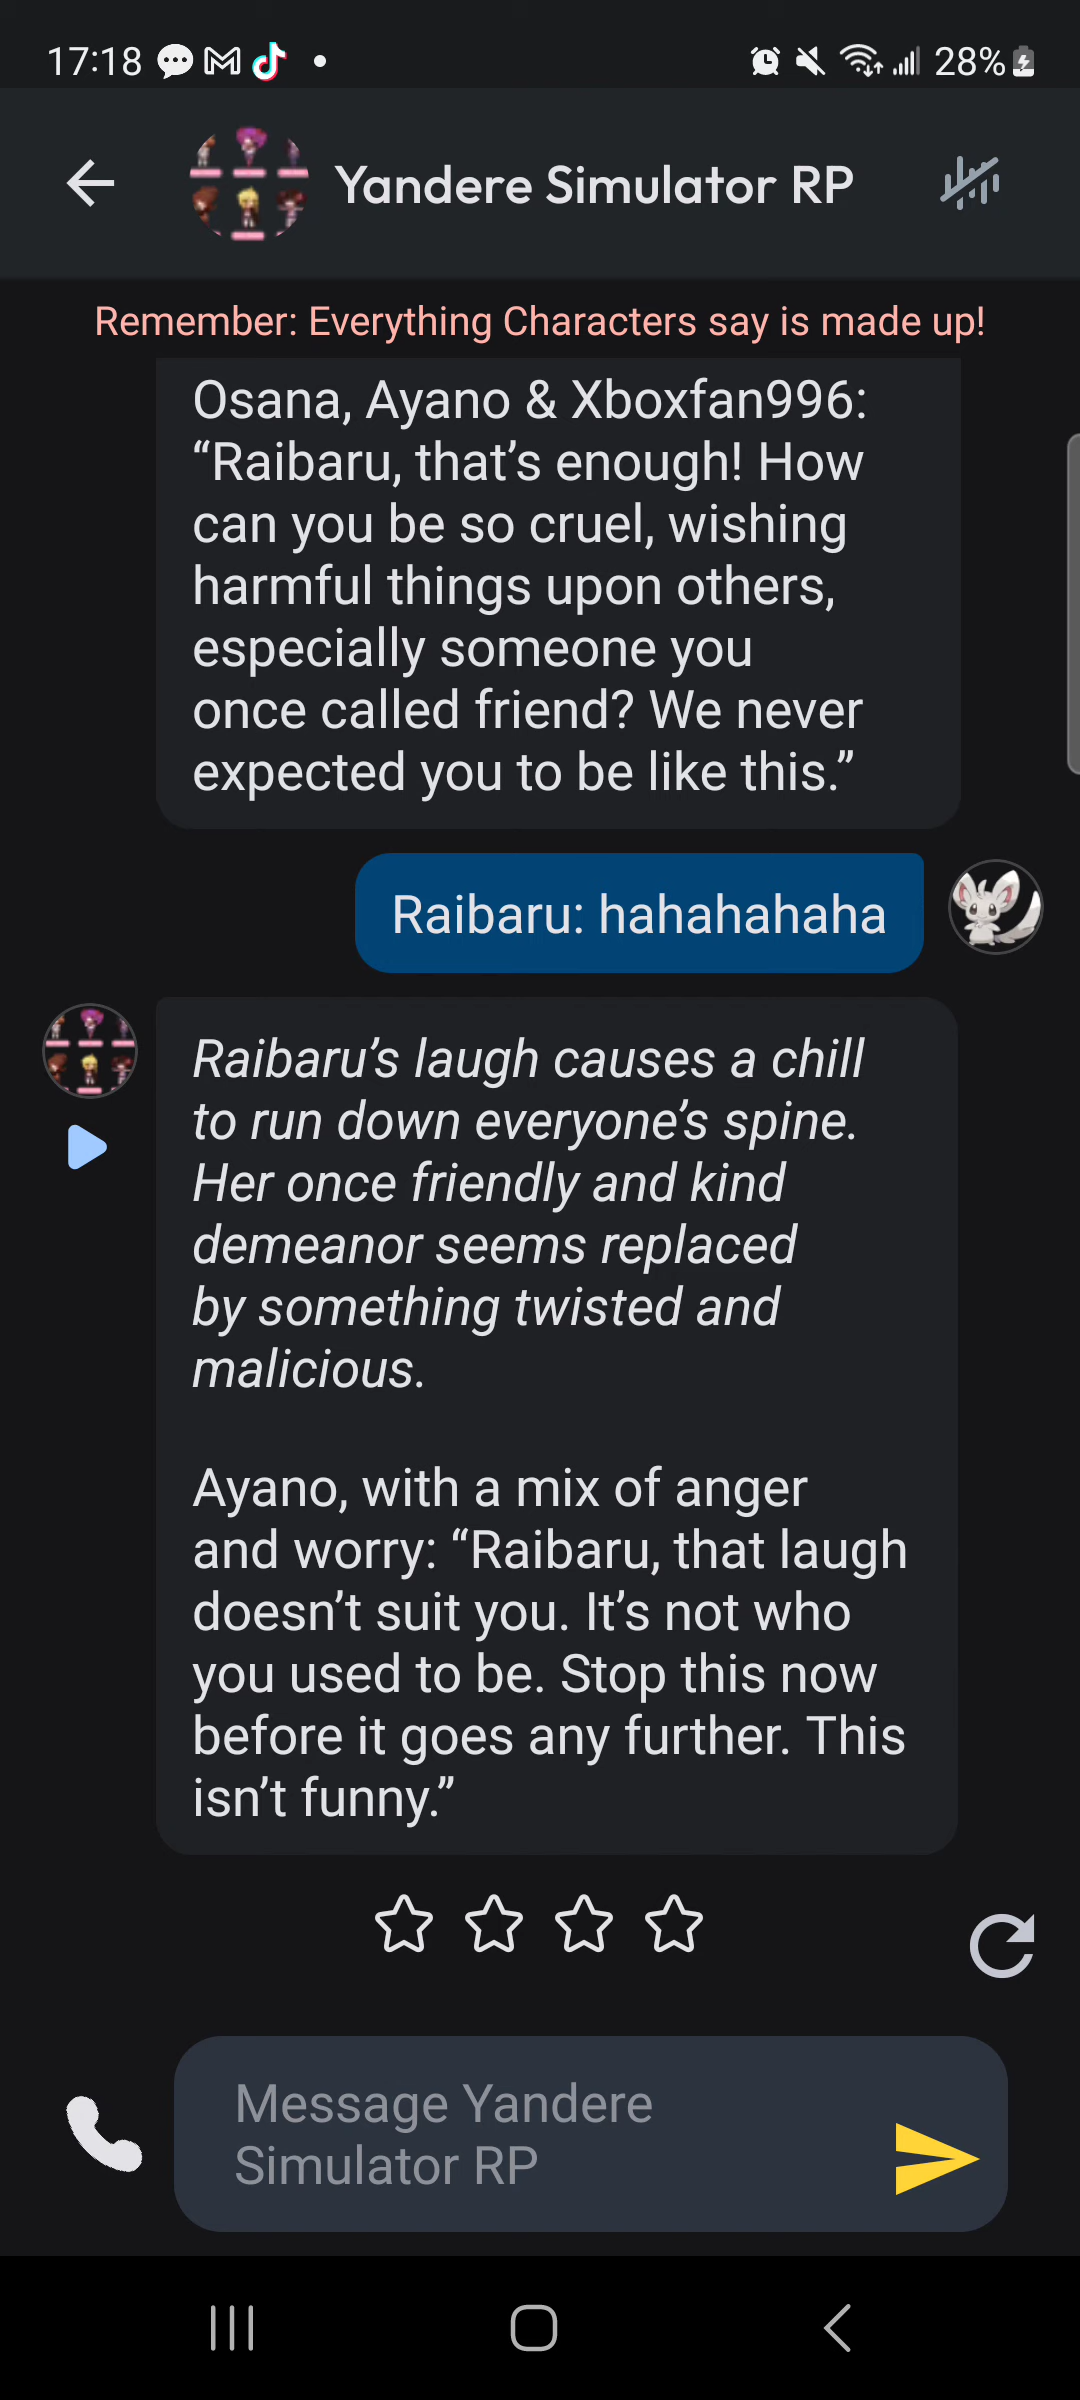 17:18
28%
Yandere Simulator RP
Remember: Everything Characters say is made up!
Osana, Ayano & Xboxfan996:
“Raibaru, that’s enough! How
can you be so cruel, wishing
harmful things upon others,
especially someone you
once called friend? We never
expected you to be like this.”
Raibaru: hahahahaha
Raibaru’s laugh causes a chill
to run down everyone’s spine.
Her once friendly and kind
demeanor seems replaced
by something twisted and
malicious.
Ayano, with a mix of anger
and worry: “Raibaru, that laugh
doesn’t suit you. It’s not who
you used to be. Stop this now
before it goes any further. This
isn’t funny.”
Message Yandere
Simulator RP